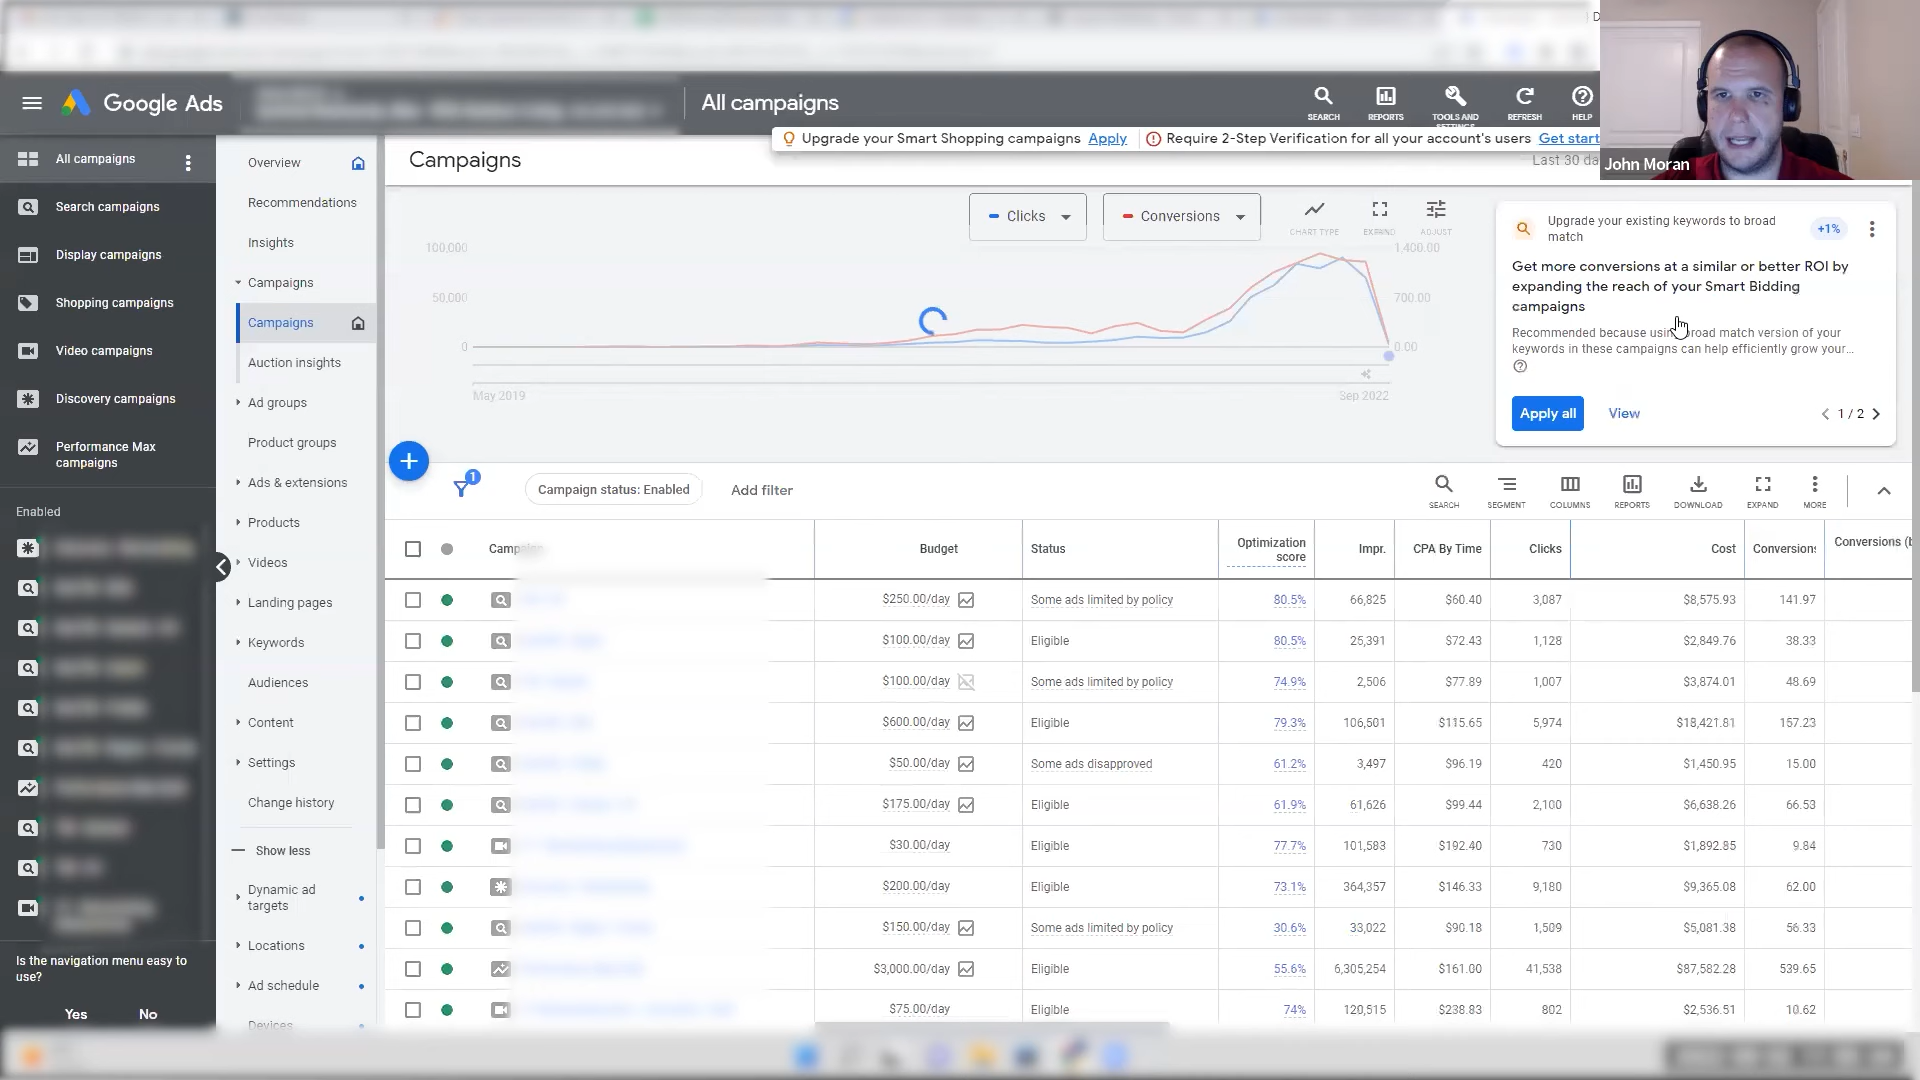 Google Ads
All campaigns
SEARCH
REPORTS
TOOLS AND SETTINGS
REFRESH
HELP
D
John Moran
Upgrade your Smart Shopping campaigns Apply
Require 2-Step Verification for all your account's users Get start
All campaigns
Search campaigns
Display campaigns
Shopping campaigns
Video campaigns
Discovery campaigns
Performance Max
campaigns
Enabled
Is the navigation menu easy to
use?
Yes No
Overview
Recommendations
Insights
Campaigns
Campaigns
Auction insights
Ad groups
Product groups
Ads & extensions
Products
Videos
Landing pages
Keywords
Audiences
Content
Settings
Change history
Show less
Dynamic ad
targets
Locations
Ad schedule
Devices
Campaigns
Last 30 da
Clicks
Conversions
CHART TYPE
EXPAND
ADJUST
100,000
50,000
0
1,400.00
700.00
0.00
May 2019
Sep 2022
Upgrade your existing keywords to broad
match
+1%
Get more conversions at a similar or better ROI by
expanding the reach of your Smart Bidding
campaigns
Recommended because using broad match version of your
keywords in these campaigns can help efficiently grow your...
Apply all View 1 / 2
1
Campaign status: Enabled
Add filter
SEARCH
SEGMENT
COLUMNS
REPORTS
DOWNLOAD
EXPAND
MORE
Campaign Budget Status Optimization score Impr. CPA By Time Clicks Cost Conversions Conversions (b
$250.00/day Some ads limited by policy 80.5% 66,825 $60.40 3,087 $8,575.93 141.97
$100.00/day Eligible 80.5% 25,391 $72.43 1,128 $2,849.76 38.33
$100.00/day Some ads limited by policy 74.9% 2,506 $77.89 1,007 $3,874.01 48.69
$600.00/day Eligible 79.3% 106,501 $115.65 5,974 $18,421.81 157.23
$50.00/day Some ads disapproved 61.2% 3,497 $96.19 420 $1,450.95 15.00
$175.00/day Eligible 61.9% 61,626 $99.44 2,100 $6,638.26 66.53
$30.00/day Eligible 77.7% 101,583 $192.40 730 $1,892.85 9.84
$200.00/day Eligible 73.1% 364,357 $146.33 9,180 $9,365.08 62.00
$150.00/day Some ads limited by policy 30.6% 33,022 $90.18 1,509 $5,081.38 56.33
$3,000.00/day Eligible 55.6% 6,305,254 $161.00 41,538 $87,582.28 539.65
$75.00/day Eligible 74% 120,515 $238.83 802 $2,536.51 10.62